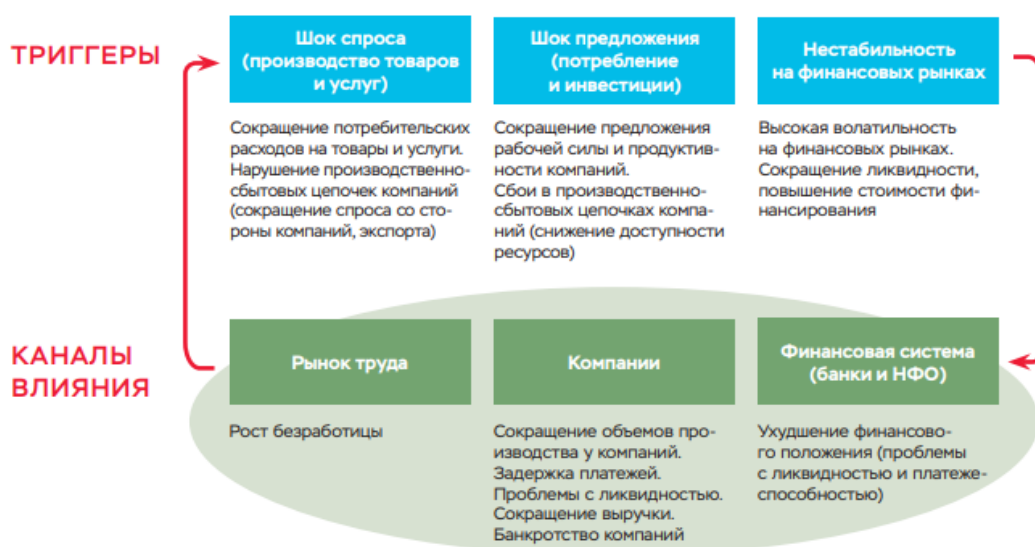 ТРИГГЕРЫ
Шок спроса
(производство товаров
и услуг)
Шок предложения
(потребление
и инвестиции)
Нестабильность
на финансовых рынках
Сокращение потребительских
расходов на товары и услуги.
Нарушение производственно-
сбытовых цепочек компаний
(сокращение спроса со сто-
роны компаний, экспорта)
Сокращение предложения
рабочей силы и продуктив-
ности компаний.
Сбои в производственно-
сбытовых цепочках компа-
ний (снижение доступности
ресурсов)
Высокая волатильность
на финансовых рынках.
Сокращение ликвидности,
повышение стоимости фи-
нансирования
КАНАЛЫ
ВЛИЯНИЯ
Рынок труда
Компании
Финансовая система
(банки и НФО)
Рост безработицы
Сокращение объемов про-
изводства у компаний.
Задержка платежей.
Проблемы с ликвидностью.
Сокращение выручки.
Банкротство компаний
Ухудшение финансово-
го положения (проблемы
с ликвидностью и платеже-
способностью)